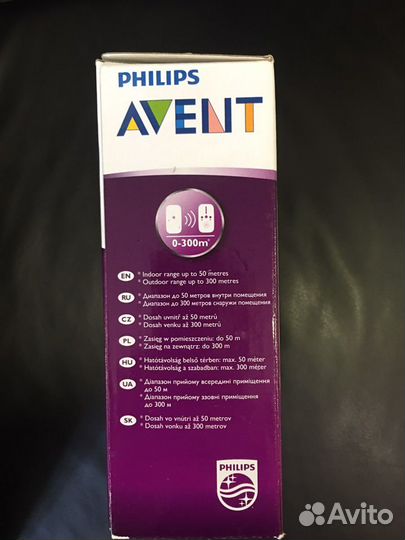 PHILIPS
AVENT
0-300m*
EN * Indoor range up to 50 metres
* Outdoor range up to 300 metres
RU * Диапазон до 50 метров внутри помещения
* Диапазон до 300 метров снаружи помещения
CZ * Dosah uvnitř až 50 metrů
* Dosah venku až 300 metrů
PL * Zasięg w pomieszczeniu: do 50 m
* Zasięg na zewnątrz: do 300 m
HU * Hatótávolság belső térben: max. 50 méter
* Hatótávolság a szabadban: max. 300 méter
UA * Діапазон прийому всередині приміщення
до 50 м
* Діапазон прийому ззовні приміщення
до 300 м
SK * Dosah vo vnútri až 50 metrov
* Dosah vonku až 300 metrov
PHILIPS
Avito